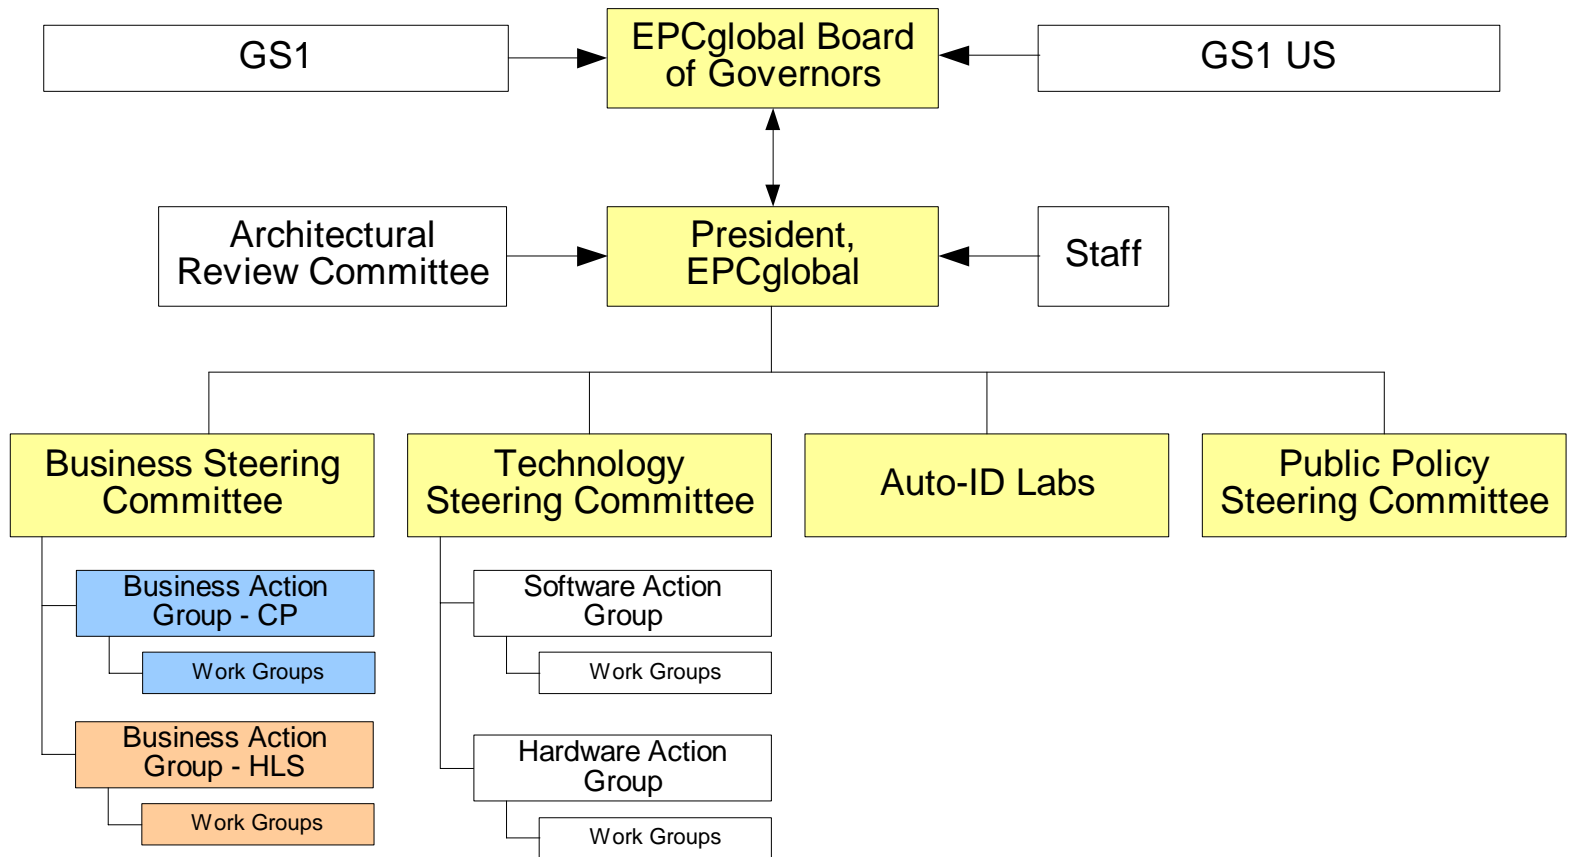 GS1
EPCglobal Board
of Governors
GS1 US
Architectural
Review Committee
President,
EPCglobal
Staff
Business Steering
Committee
Technology
Steering Committee
Auto-ID Labs
Public Policy
Steering Committee
Business Action
Group - CP
Work Groups
Business Action
Group - HLS
Work Groups
Software Action
Group
Work Groups
Hardware Action
Group
Work Groups